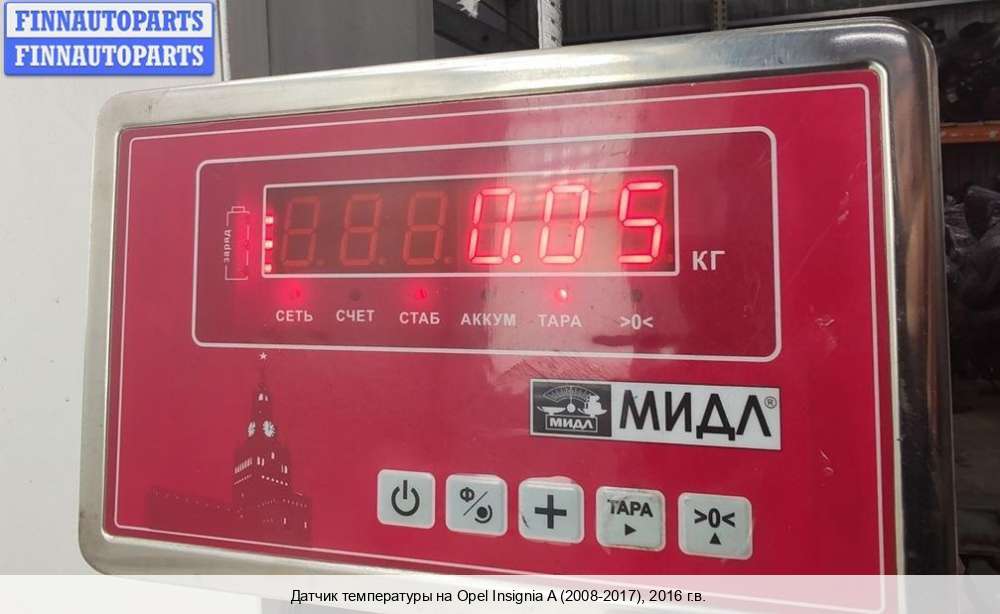 FINNAUTOPARTS
FINNAUTOPARTS
заряд
0.05
КГ
СЕТЬ СЧЕТ СТАБ АККУМ ТАРА >0<
МИДЛ
МИДЛ®
Ф
ТАРА
>0<
Датчик температуры на Opel Insignia A (2008-2017), 2016 г.в.